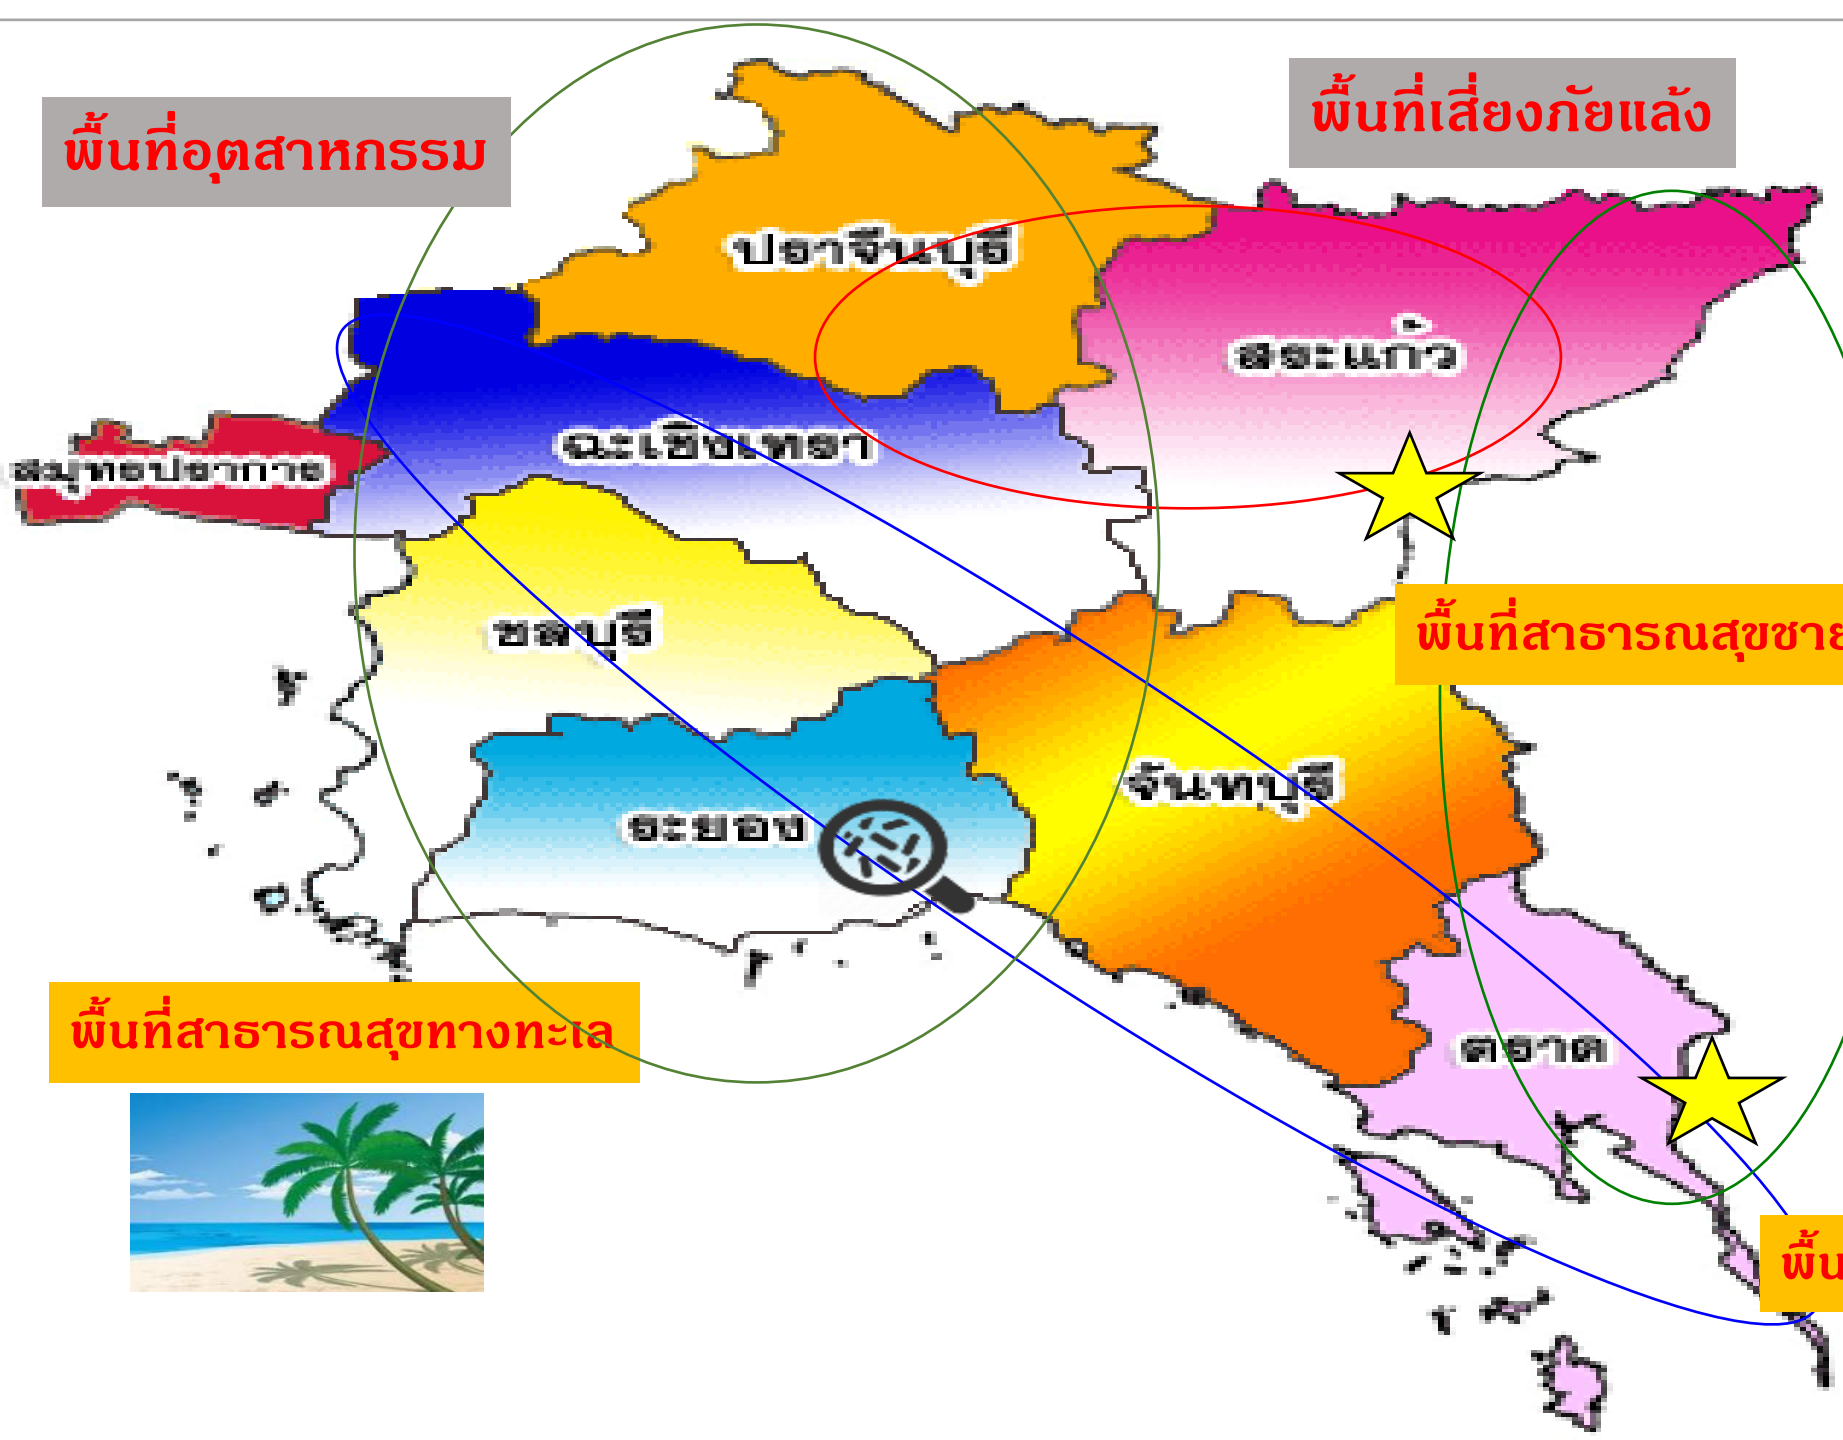 พื้นที่เสี่ยงภัยแล้ง
พื้นที่อุตสาหกรรม
ปราจีนบุรี
สระแก้ว
ฉะเชิงเทรา
สมุทรปราการ
ชลบุรี
พื้นที่สาธารณสุขชาย
จันทบุรี
ระยอง
พื้นที่สาธารณสุขทางทะเล
ตราด